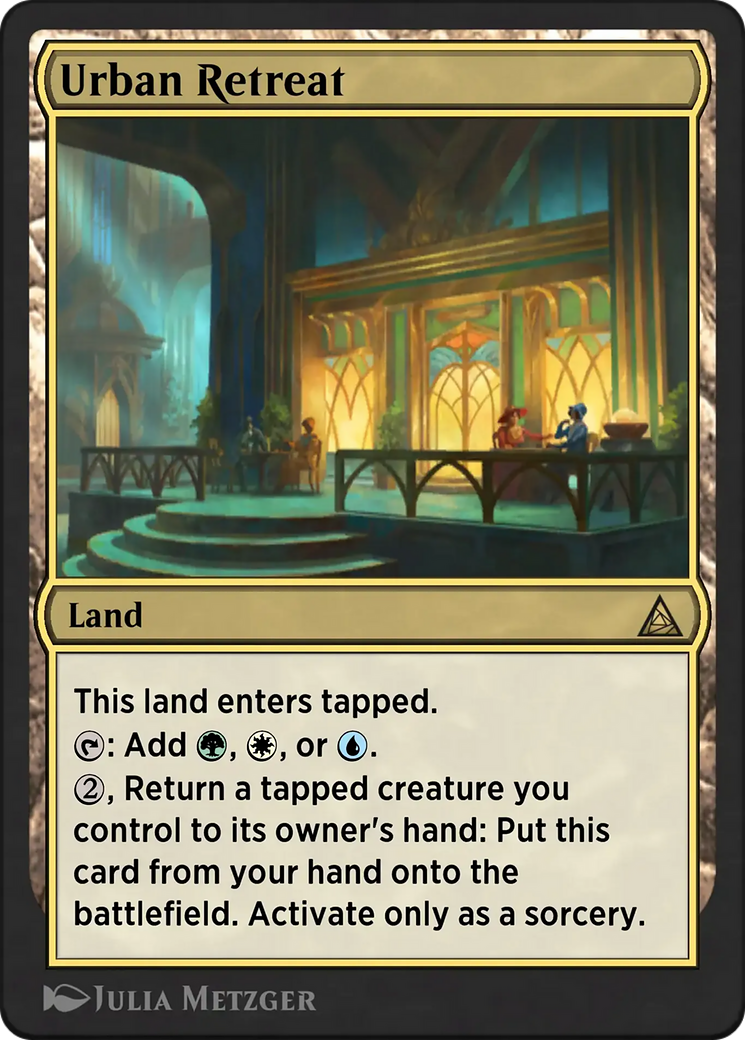 Urban Retreat
Land
This land enters tapped.
: Add , , or .
2, Return a tapped creature you
control to its owner's hand: Put this
card from your hand onto the
battlefield. Activate only as a sorcery.
Julia Metzger